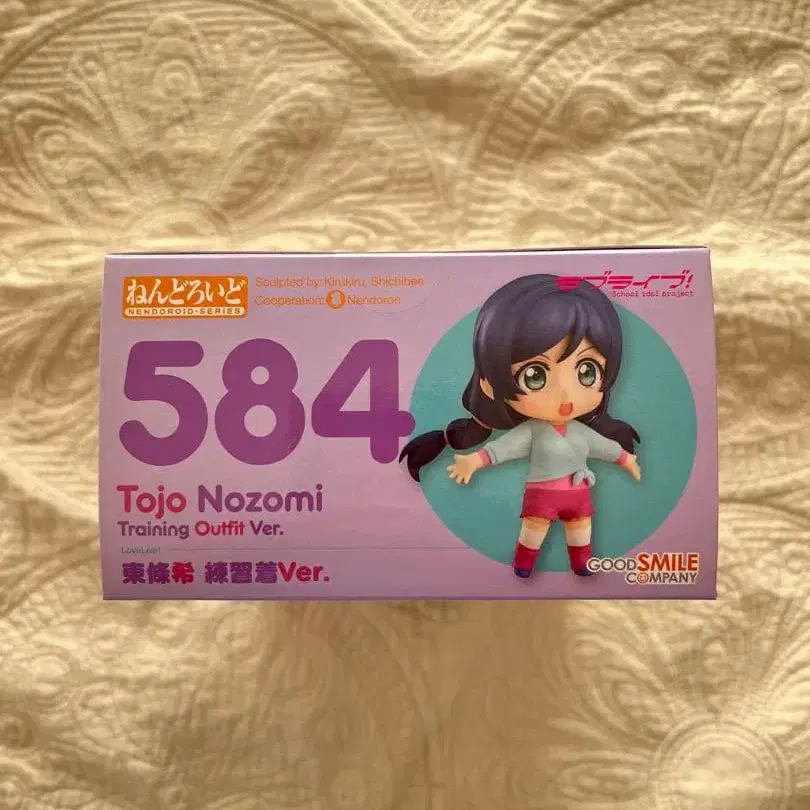 ねんどろいど
NENDOROID-SERIES
Sculpted by:Kirukiru, Shichibee
Cooperation: Nendoron
ラブライブ!
School idol project
584
Tojo Nozomi
Training Outfit Ver.
LoveLive!
東條希 練習着Ver.
GOOD SMILE
COMPANY